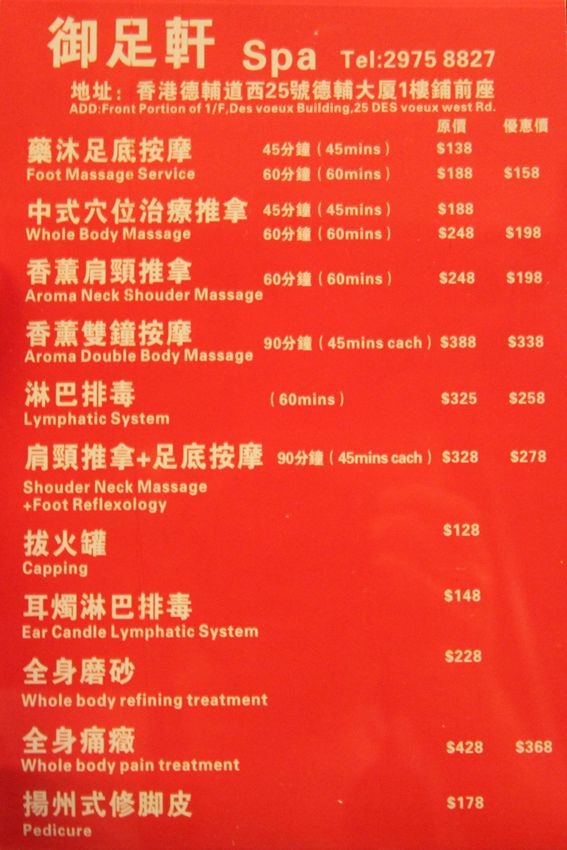 御足軒 Spa Tel:2975 8827
地址：香港德輔道西25號德輔大厦1樓鋪前座
ADD:Front Portion of 1/F,Des voeux Building,25 DES voeux west Rd.
原價 優惠價
藥沐足底按摩 45分鐘（45mins） $138
Foot Massage Service 60分鐘（60mins） $188 $158
中式穴位治療推拿 45分鐘（45mins） $188
Whole Body Massage 60分鐘（60mins） $248 $198
香薰肩頸推拿 60分鐘（60mins） $248 $198
Aroma Neck Shouder Massage
香薰雙鐘按摩 90分鐘（45mins cach）$388 $338
Aroma Double Body Massage
淋巴排毒 （60mins） $325 $258
Lymphatic System
肩頸推拿+足底按摩 90分鐘（45mins cach）$328 $278
Shouder Neck Massage
+Foot Reflexology
拔火罐 $128
Capping
耳燭淋巴排毒 $148
Ear Candle Lymphatic System
全身磨砂 $228
Whole body refining treatment
全身痛癥 $428 $368
Whole body pain treatment
揚州式修脚皮 $178
Pedicure